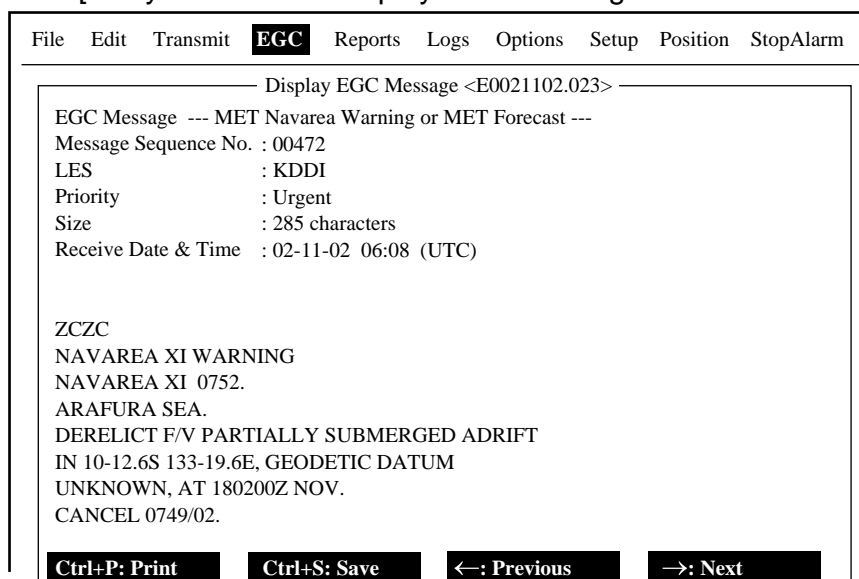 File Edit Transmit EGC Reports Logs Options Setup Position StopAlarm
Display EGC Message <E0021102.023>
EGC Message --- MET Navarea Warning or MET Forecast ---
Message Sequence No. : 00472
LES : KDDI
Priority : Urgent
Size : 285 characters
Receive Date & Time : 02-11-02 06:08 (UTC)
ZCZC
NAVAREA XI WARNING
NAVAREA XI 0752.
ARAFURA SEA.
DERELICT F/V PARTIALLY SUBMERGED ADRIFT
IN 10-12.6S 133-19.6E, GEODETIC DATUM
UNKNOWN, AT 180200Z NOV.
CANCEL 0749/02.
Ctrl+P: Print Ctrl+S: Save ←: Previous →: Next